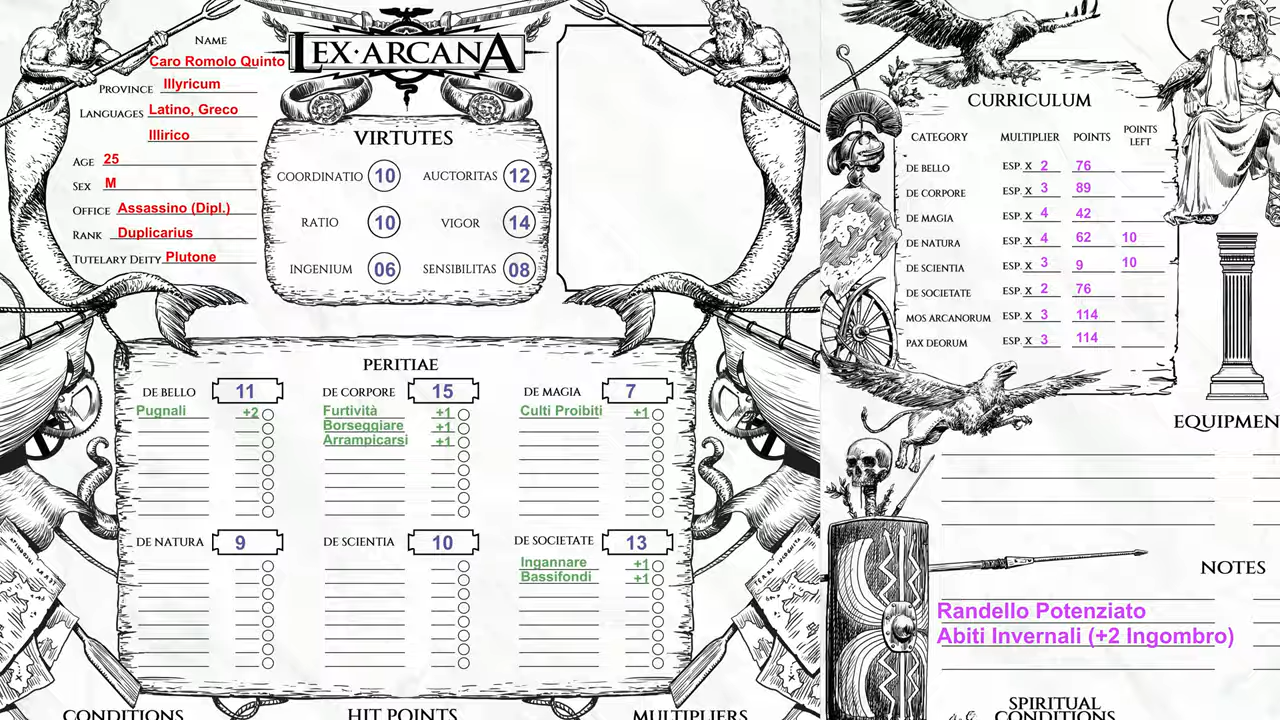 NAME
Caro Romolo Quinto
PROVINCE Illyricum
LANGUAGES Latino, Greco
Illirico
AGE 25
SEX M
OFFICE Assassino (Dipl.)
RANK Duplicarius
TUTELARY DEITY Plutone
LEX·ARCANA
VIRTUTES
COORDINATIO 10 AUCTORITAS 12
RATIO 10 VIGOR 14
INGENIUM 06 SENSIBILITAS 08
PERITIAE
DE BELLO 11 DE CORPORE 15 DE MAGIA 7
Pugnali +2 Furtività +1 Culti Proibiti +1
Borseggiare +1
Arrampicarsi +1
DE NATURA 9 DE SCIENTIA 10 DE SOCIETATE 13
Ingannare +1
Bassifondi +1
CONDITIONS HIT POINTS MULTIPLIERS
CURRICULUM
CATEGORY MULTIPLIER POINTS POINTS LEFT
DE BELLO ESP. X 2 76
DE CORPORE ESP. X 3 89
DE MAGIA ESP. X 4 42
DE NATURA ESP. X 4 62 10
DE SCIENTIA ESP. X 3 9 10
DE SOCIETATE ESP. X 2 76
MOS ARCANORUM ESP. X 3 114
PAX DEORUM ESP. X 3 114
EQUIPMEN
NOTES
Randello Potenziato
Abiti Invernali (+2 Ingombro)
SPIRITUAL
CONDITIONS